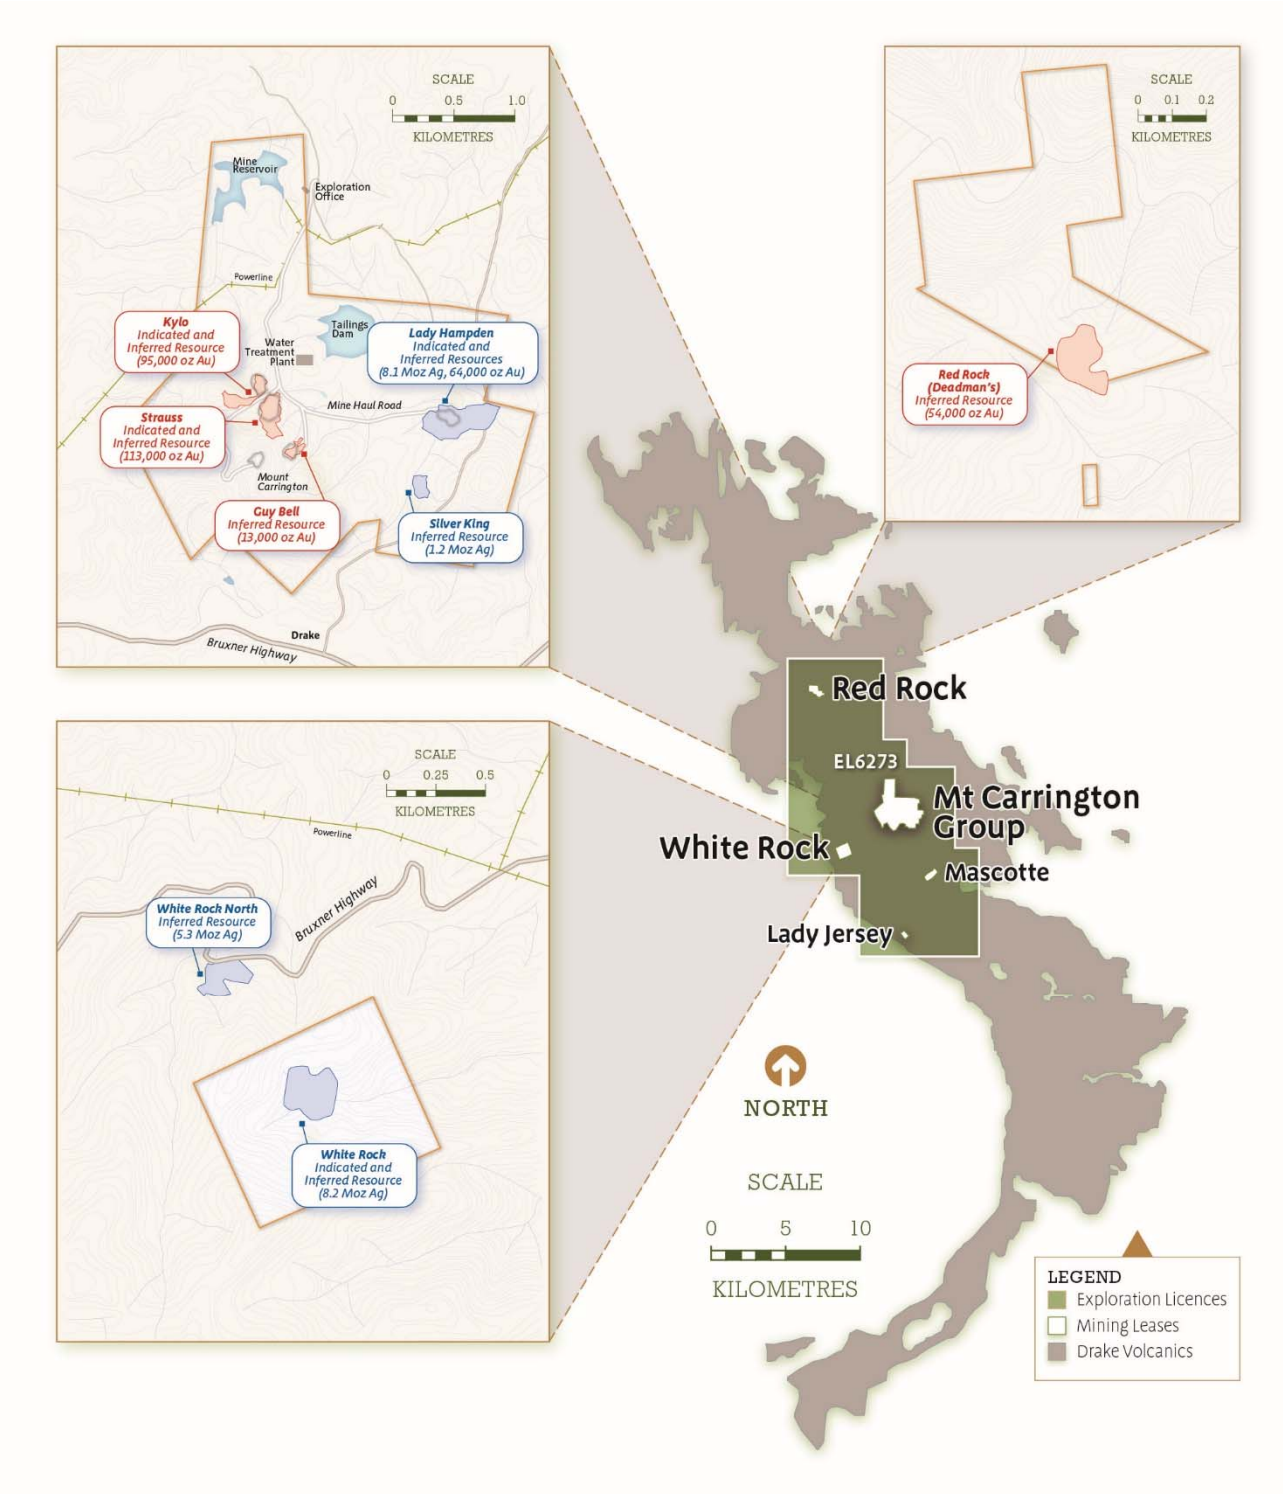 SCALE
0 0.5 1.0
KILOMETRES
Mine
Reservoir
Exploration
Office
Powerline
Kylo
Indicated and
Inferred Resource
(95,000 oz Au)
Water
Treatment
Plant
Tailings
Dam
Lady Hampden
Indicated and
Inferred Resources
(8.1 Moz Ag, 64,000 oz Au)
Strauss
Indicated and
Inferred Resource
(113,000 oz Au)
Mine Haul Road
Mount
Carrington
Guy Bell
Inferred Resource
(13,000 oz Au)
Silver King
Inferred Resource
(1.2 Moz Ag)
Drake
Bruxner Highway
SCALE
0 0.1 0.2
KILOMETRES
Red Rock
(Deadman's)
Inferred Resource
(54,000 oz Au)
SCALE
0 0.25 0.5
KILOMETRES
Powerline
Bruxner Highway
White Rock North
Inferred Resource
(5.3 Moz Ag)
White Rock
Indicated and
Inferred Resource
(8.2 Moz Ag)
Red Rock
EL6273
Mt Carrington
Group
White Rock
Mascotte
Lady Jersey
NORTH
SCALE
0 5 10
KILOMETRES
LEGEND
Exploration Licences
Mining Leases
Drake Volcanics